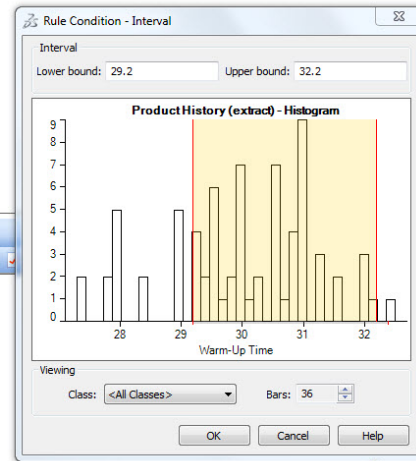 Rule Condition - Interval
Interval
Lower bound: 29.2 Upper bound: 32.2
Product History (extract) - Histogram
9
8
7
6
5
4
3
2
1
0
28 29 30 31 32
Warm-Up Time
Viewing
Class: <All Classes> Bars: 36
OK Cancel Help